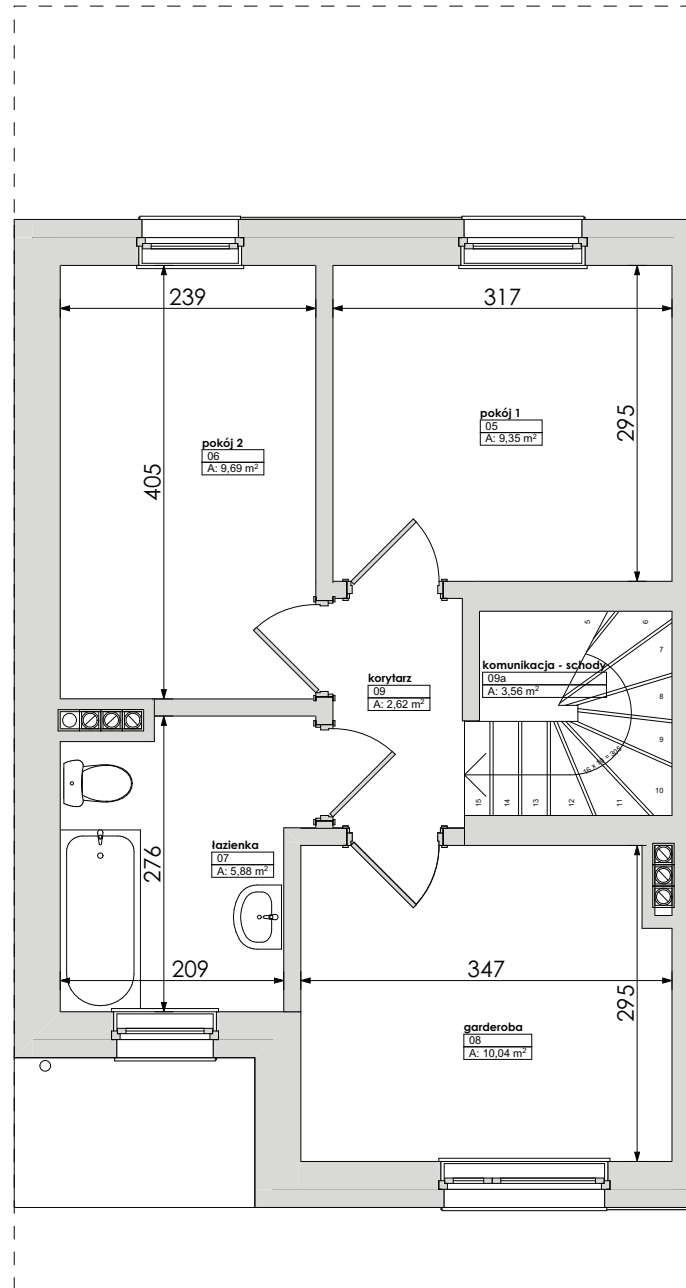 239
317
405
295
pokój 1
05
A: 9,35 m²
pokój 2
06
A: 9,69 m²
korytarz
09
A: 2,62 m²
komunikacja - schody
09a
A: 3,56 m²
5
6
7
8
9
10
11
12
13
14
15
łazienka
07
A: 5,88 m²
276
209
347
295
garderoba
08
A: 10,04 m²